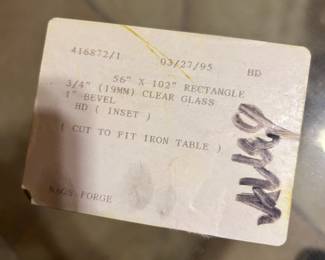 416872/1 03/27/95 HD
56" X 102" RECTANGLE
3/4" (19MM) CLEAR GLASS
1" BEVEL
HD ( INSET )
( CUT TO FIT IRON TABLE )
FORGE